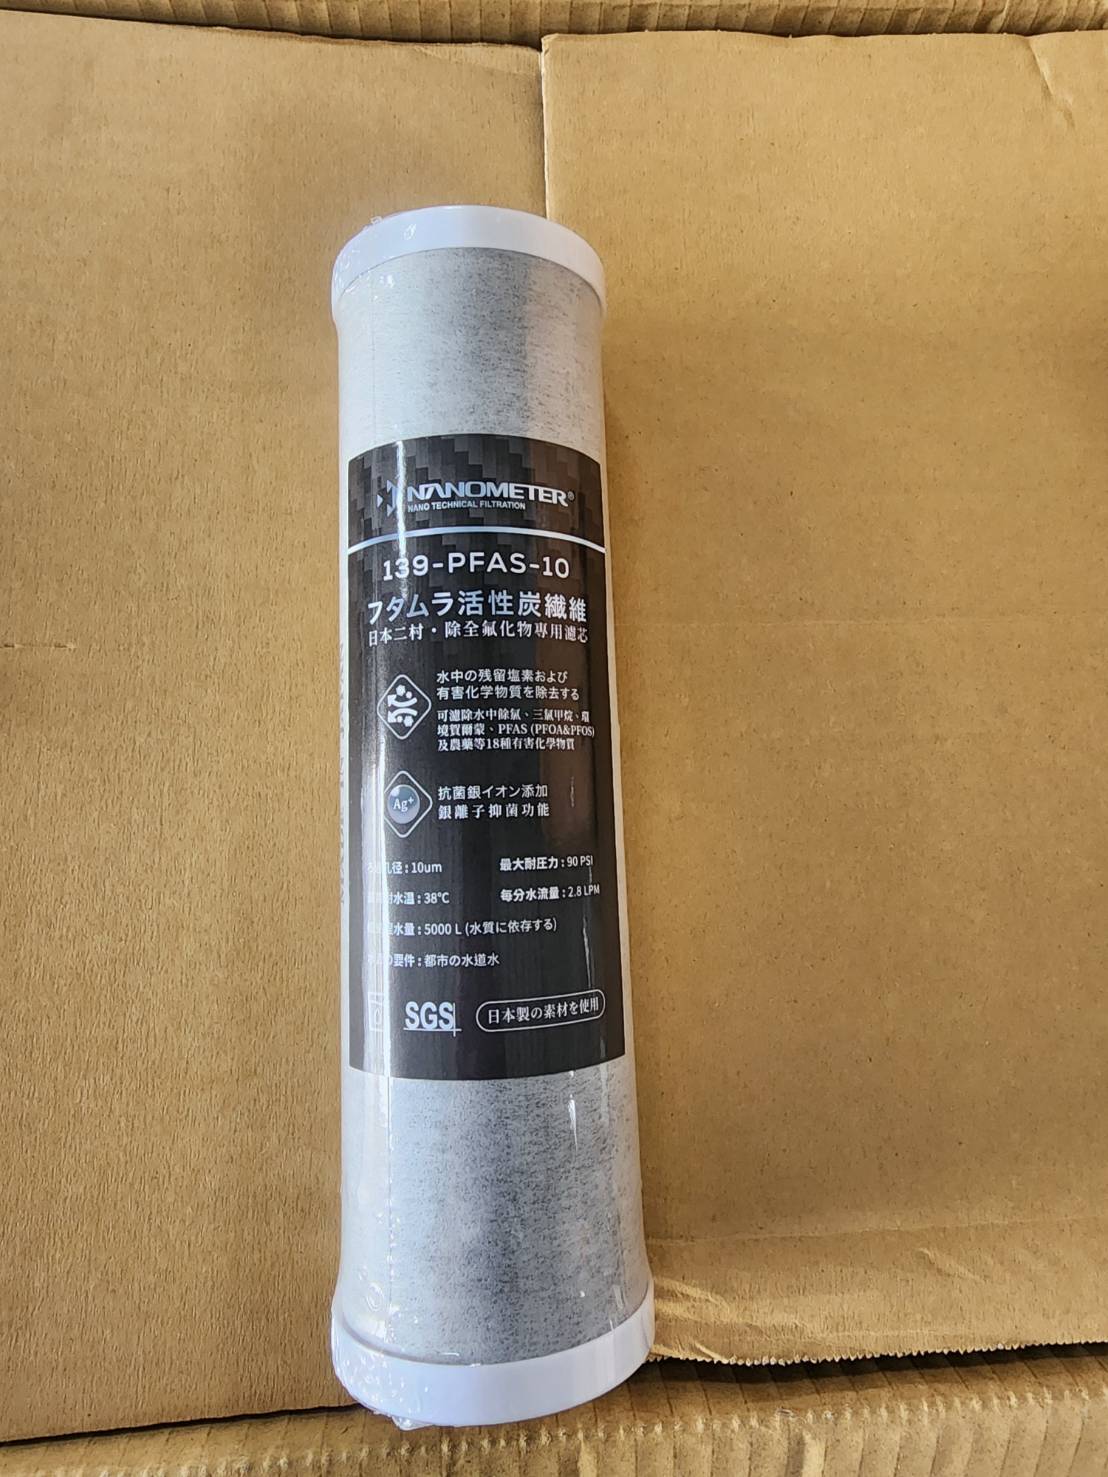 NANOMETER®
NANO TECHNICAL FILTRATION
139-PFAS-10
フタムラ活性炭繊維
日本二村・除全氟化物專用濾芯
水中の残留塩素および
有害化学物質を除去する
可濾除水中餘氯、三氯甲烷、環
境賀爾蒙、PFAS (PFOA&PFOS)
及農藥等18種有害化學物質
Ag+
抗菌銀イオン添加
銀離子抑菌功能
孔径:10um 最大耐圧力:90 PSI
耐水温:38°C 每分水流量:2.8 LPM
水量:5000 L (水質に依存する)
の要件:都市の水道水
SGS
日本製の素材を使用